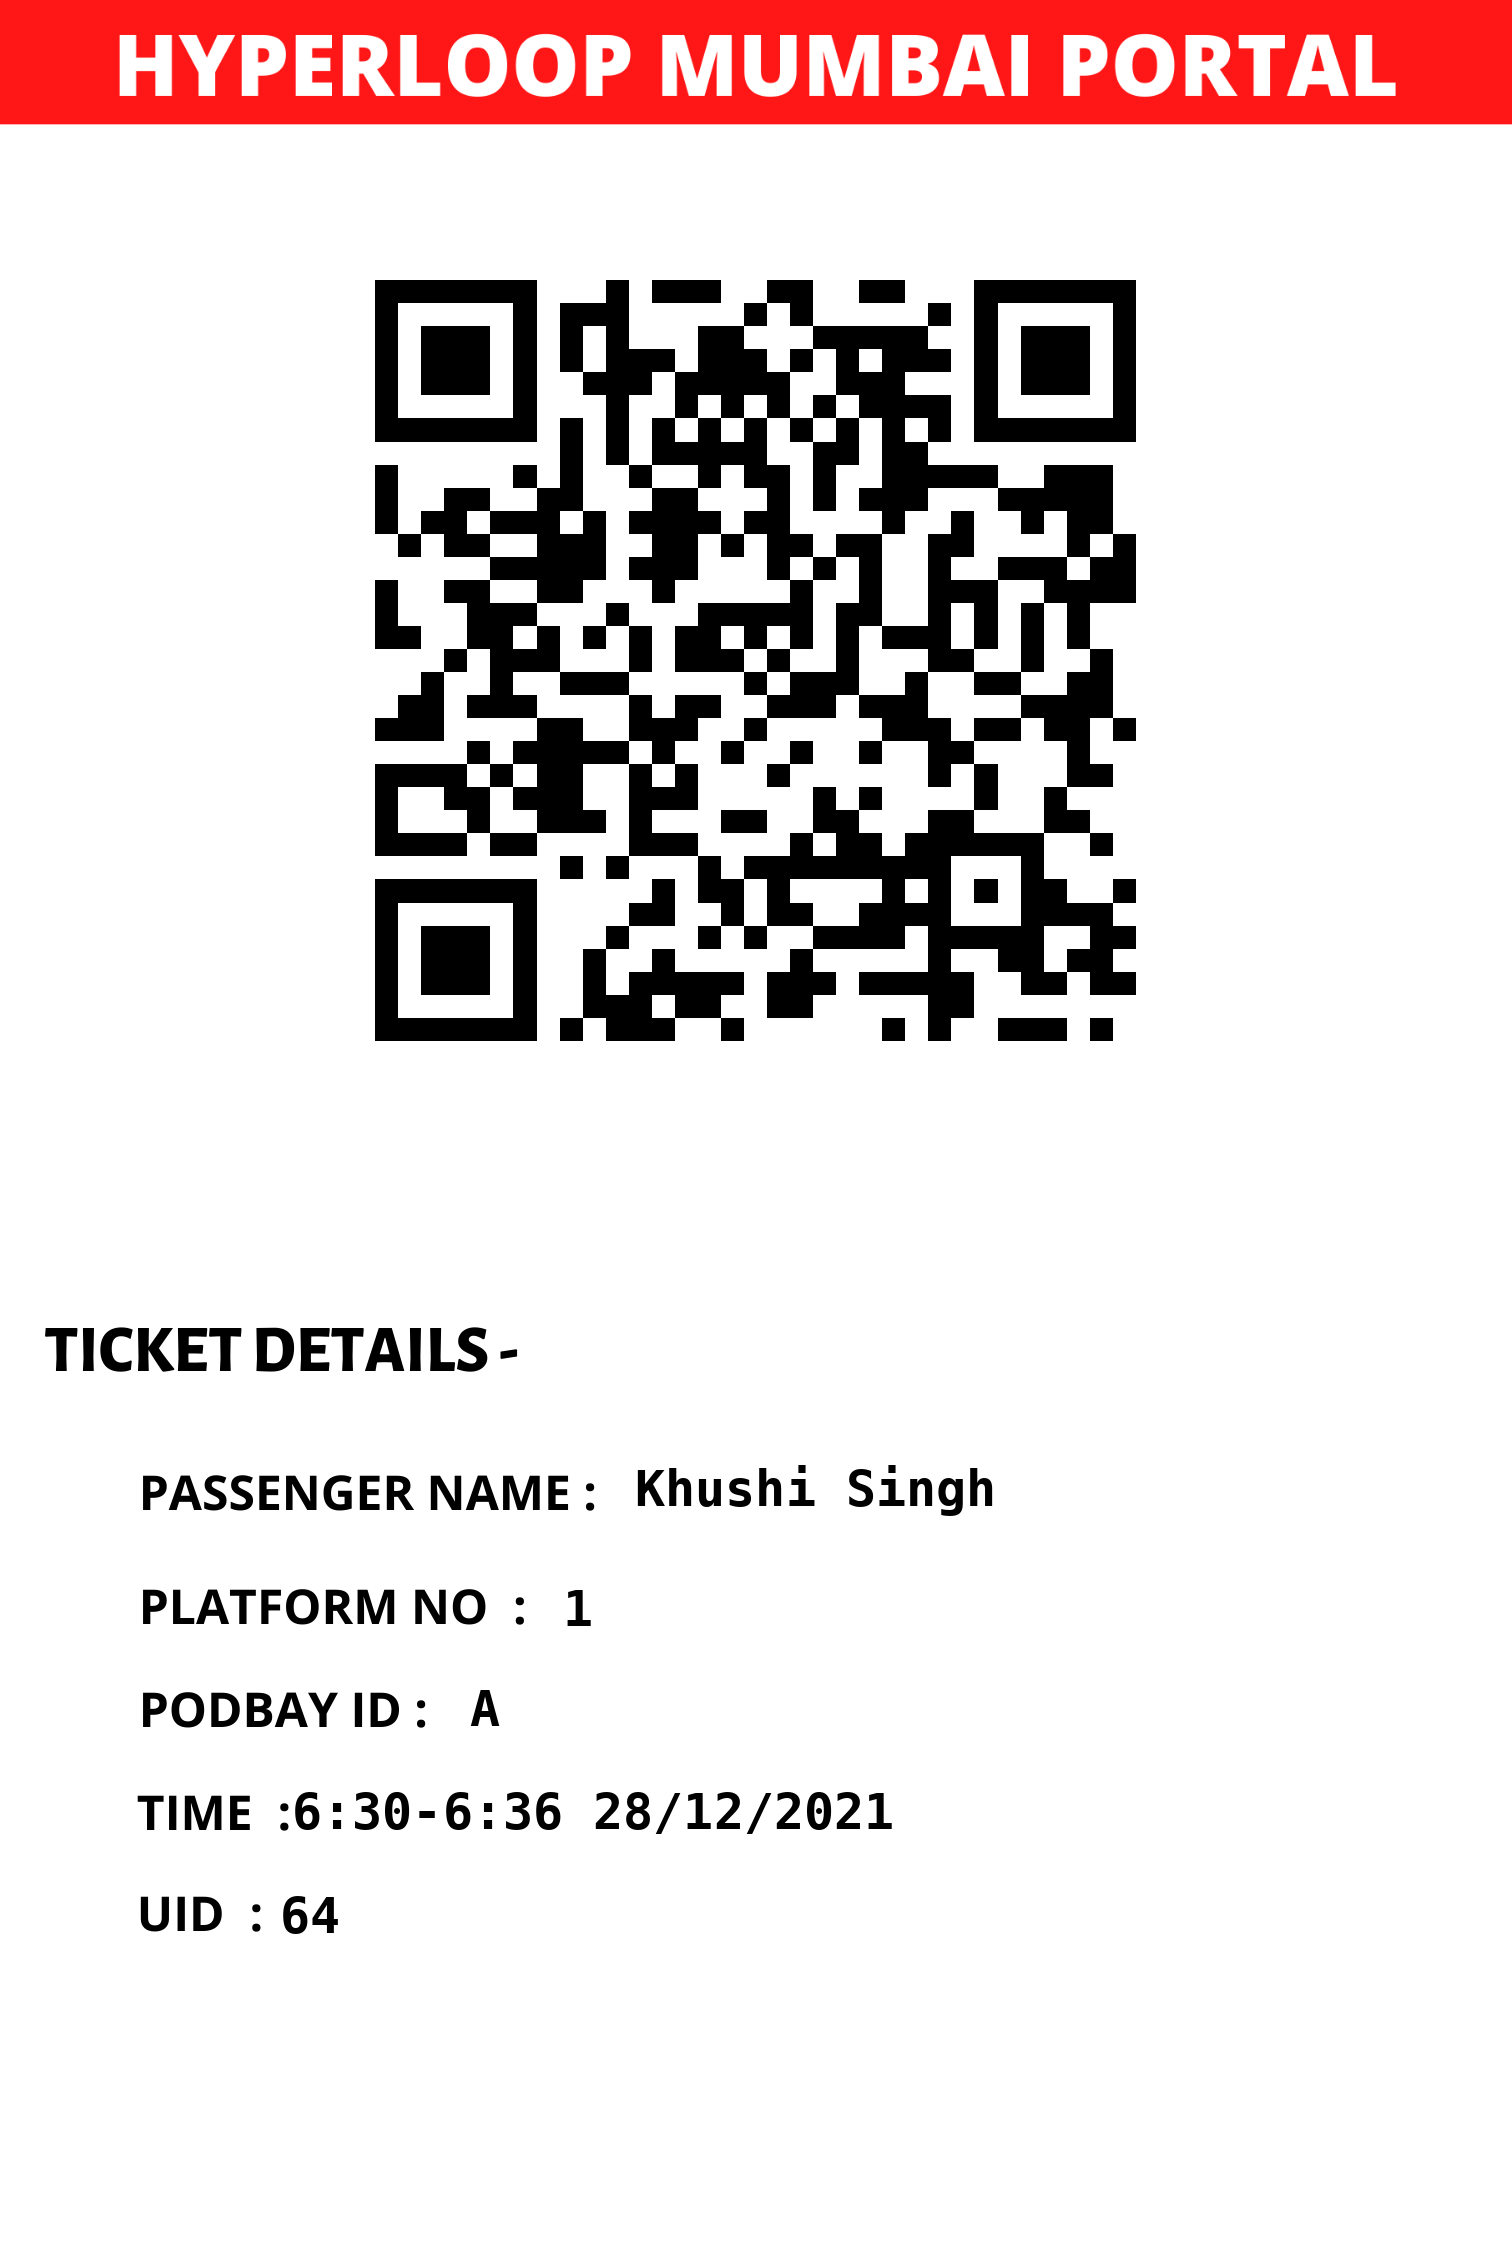 HYPERLOOP MUMBAI PORTAL
TICKET DETAILS -
PASSENGER NAME : Khushi Singh
PLATFORM NO : 1
PODBAY ID : A
TIME :6:30-6:36 28/12/2021
UID : 64